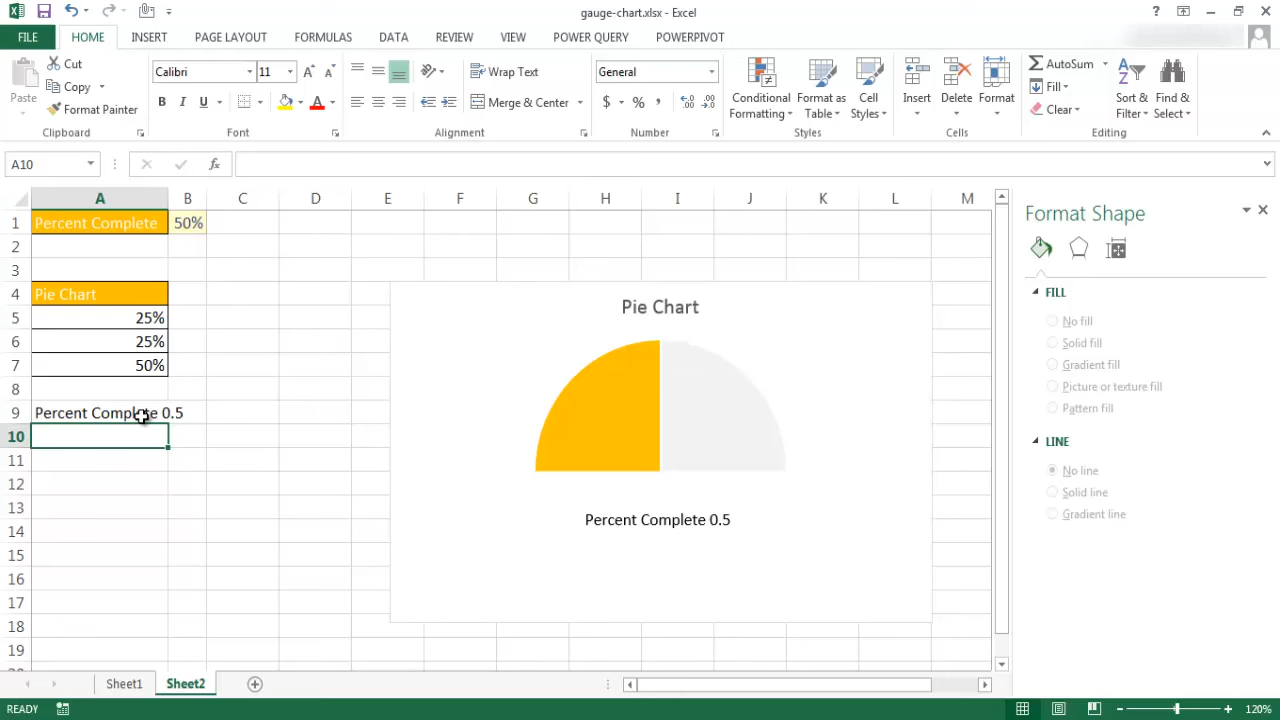 gauge-chart.xlsx - Excel
FILE HOME INSERT PAGE LAYOUT FORMULAS DATA REVIEW VIEW POWER QUERY POWERPIVOT
Paste
Cut
Copy
Format Painter
Clipboard
Calibri 11
B I U
Font
Wrap Text
Merge & Center
Alignment
General
$ % ,
Number
Conditional Formatting
Format as Table
Cell Styles
Styles
Insert Delete Format
Cells
AutoSum
Fill
Clear
Sort & Filter
Find & Select
Editing
A10 fx
A B C D E F G H I J K L M
1 Percent Complete 50%
2
3
4 Pie Chart
5 25%
6 25%
7 50%
8
9 Percent Complete 0.5
10
11
12
13
14
15
16
17
18
19
Pie Chart
Percent Complete 0.5
Format Shape
FILL
No fill
Solid fill
Gradient fill
Picture or texture fill
Pattern fill
LINE
No line
Solid line
Gradient line
Sheet1 Sheet2
120%